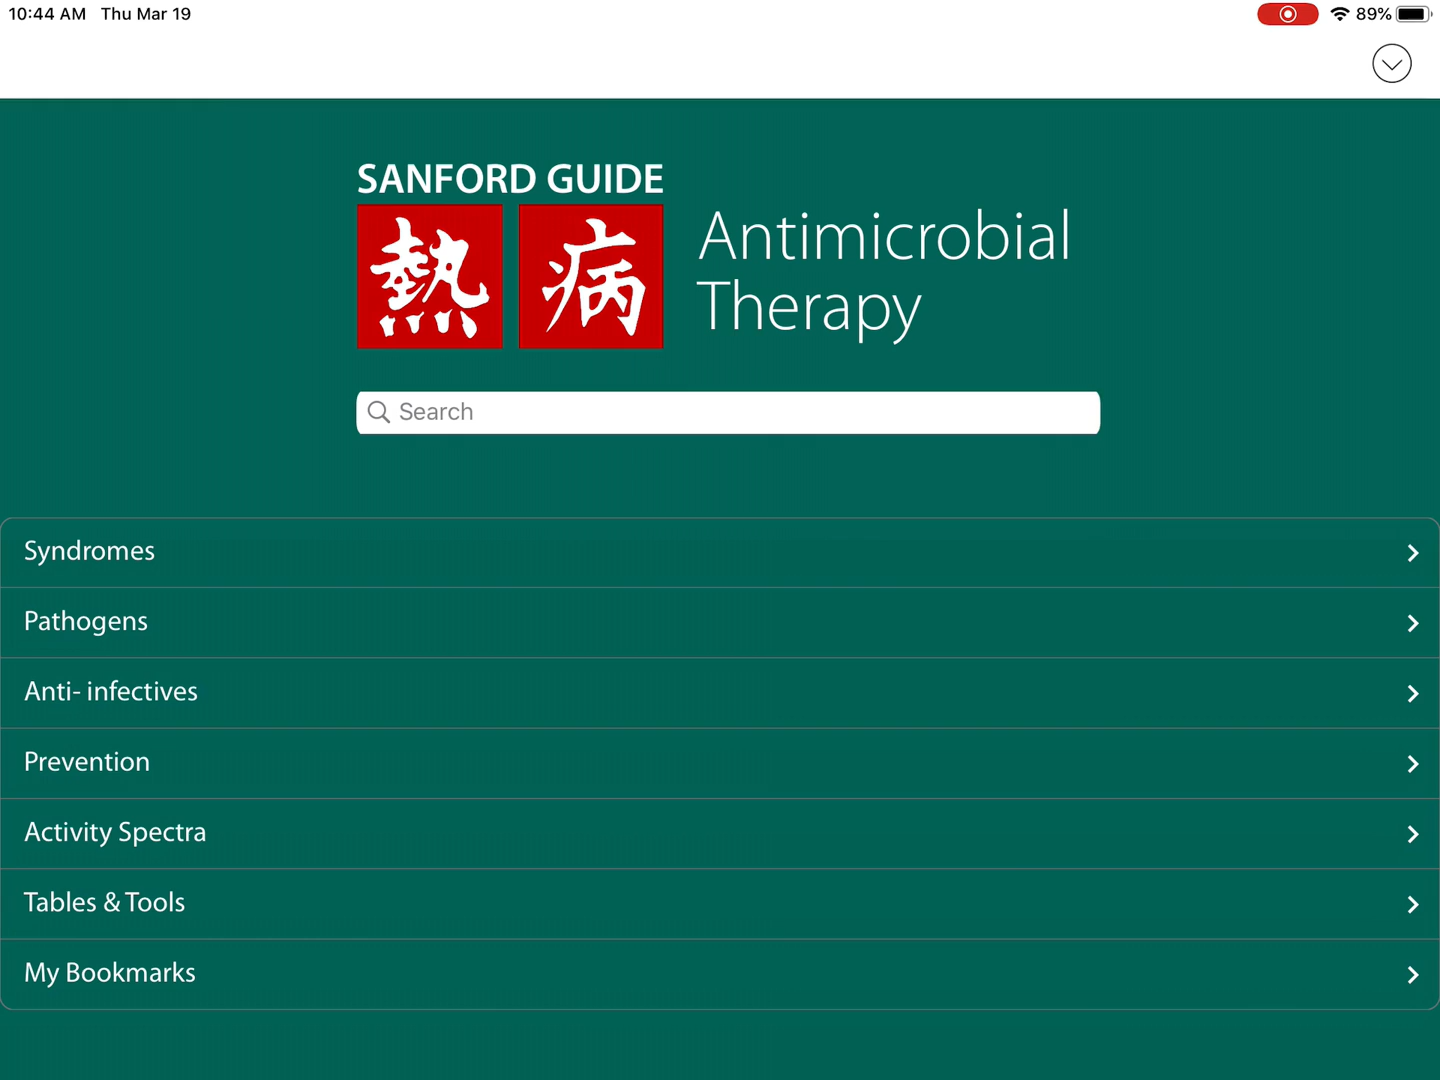 10:44 AM Thu Mar 19
89%
SANFORD GUIDE
熱病
Antimicrobial
Therapy
Search
Syndromes
Pathogens
Anti- infectives
Prevention
Activity Spectra
Tables & Tools
My Bookmarks